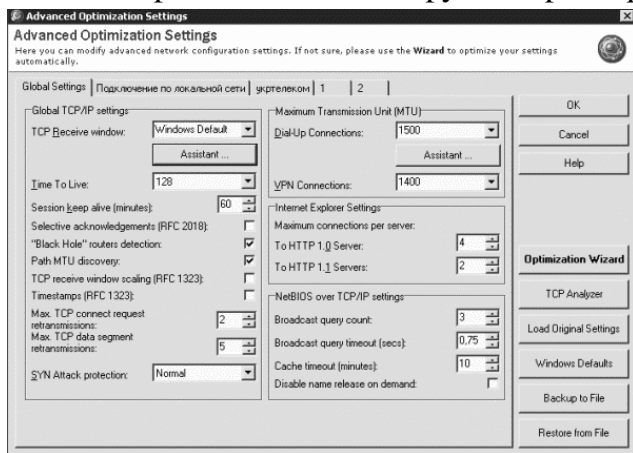 Advanced Optimization Settings
Advanced Optimization Settings
Here you can modify advanced network configuration settings. If not sure, please use the Wizard to optimize your settings
automatically.
Global Settings Подключение по локальной сети укртелеком 1 2
Global TCP/IP settings
TCP Receive window: Windows Default
Assistant ...
Time To Live: 128
Session keep alive (minutes): 60
Selective acknowledgements (RFC 2018):
"Black Hole" routers detection:
Path MTU discovery:
TCP receive window scaling (RFC 1323):
Timestamps (RFC 1323):
Max. TCP connect request
retransmissions: 2
Max. TCP data segment
retransmissions: 5
SYN Attack protection: Normal
Maximum Transmission Unit (MTU)
Dial-Up Connections: 1500
Assistant ...
VPN Connections: 1400
Internet Explorer Settings
Maximum connections per server:
To HTTP 1.0 Server: 4
To HTTP 1.1 Servers: 2
NetBIOS over TCP/IP settings
Broadcast query count: 3
Broadcast query timeout (secs): 0,75
Cache timeout (minutes): 10
Disable name release on demand:
OK
Cancel
Help
Optimization Wizard
TCP Analyzer
Load Original Settings
Windows Defaults
Backup to File
Restore from File